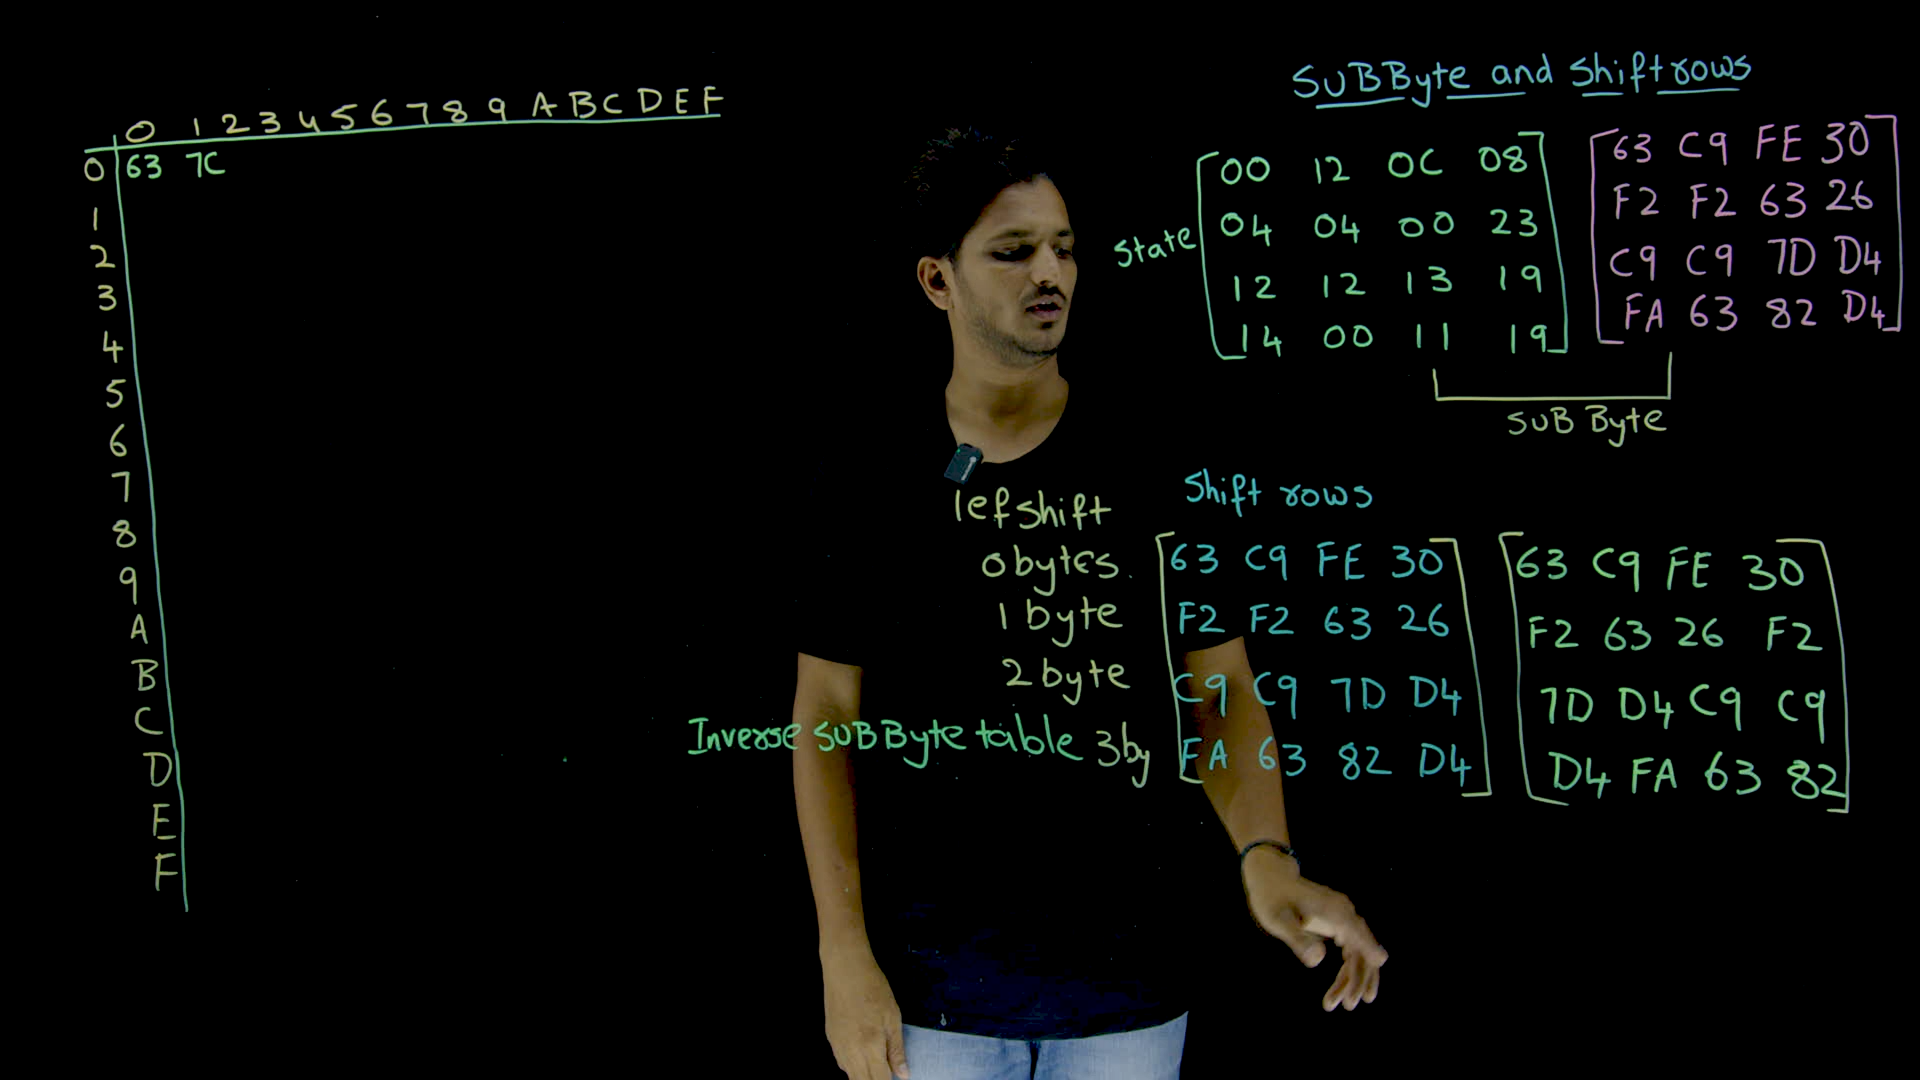 0 1 2 3 4 5 6 7 8 9 A B C D E F
0 63 7C
1
2
3
4
5
6
7
8
9
A
B
C
D
E
F
SUBByte and Shiftrows
State
00 12 0C 08
04 04 00 23
12 12 13 19
14 00 11 19
63 C9 FE 30
F2 F2 63 26
C9 C9 7D D4
FA 63 82 D4
SUB Byte
Shift rows
lefshift
0bytes.
1 byte
2 byte
3by
63 C9 FE 30
F2 F2 63 26
C9 C9 7D D4
FA 63 82 D4
63 C9 FE 30
F2 63 26 F2
7D D4 C9 C9
D4 FA 63 82
Inverse SUBByte table